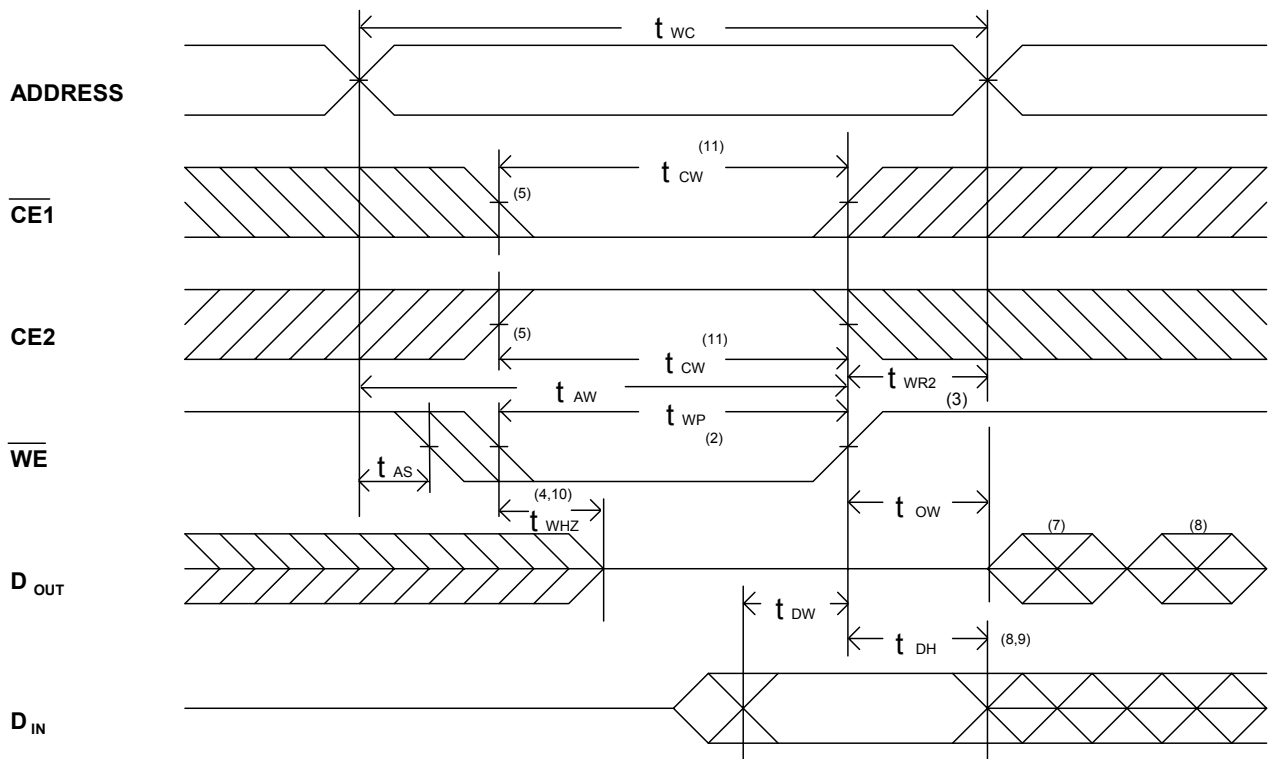 t WC
ADDRESS
(11)
t CW
CE1
(5)
CE2
(5)
(11)
t CW
t WR2
t AW
(3)
t WP
(2)
WE
t AS
(4,10)
t WHZ
t OW
(7)
(8)
D OUT
t DW
t DH
(8,9)
D IN